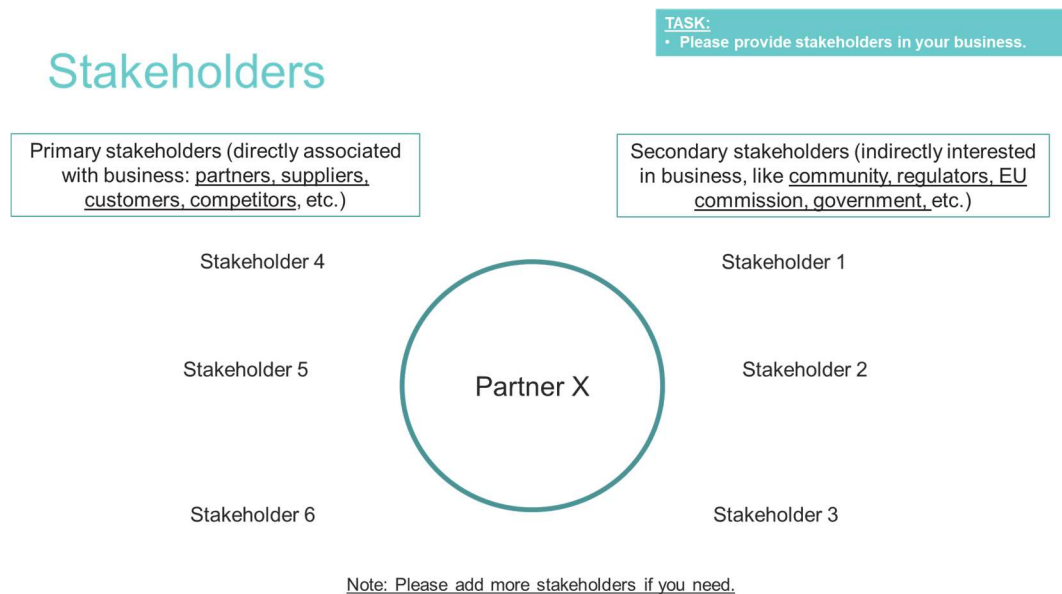 TASK:
• Please provide stakeholders in your business.
Stakeholders
Primary stakeholders (directly associated
with business: partners, suppliers,
customers, competitors, etc.)
Secondary stakeholders (indirectly interested
in business, like community, regulators, EU
commission, government, etc.)
Stakeholder 4
Stakeholder 1
Stakeholder 5
Stakeholder 2
Partner X
Stakeholder 6
Stakeholder 3
Note: Please add more stakeholders if you need.